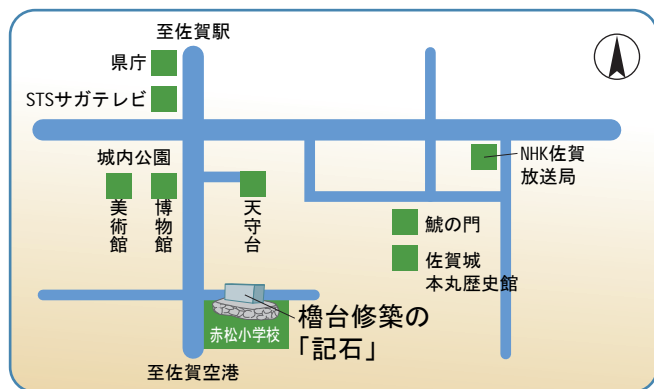 至佐賀駅
県庁
STSサガテレビ
城内公園
美術館
博物館
天守台
NHK佐賀
放送局
鯱の門
佐賀城
本丸歴史館
櫓台修築の
「記石」
赤松小学校
至佐賀空港